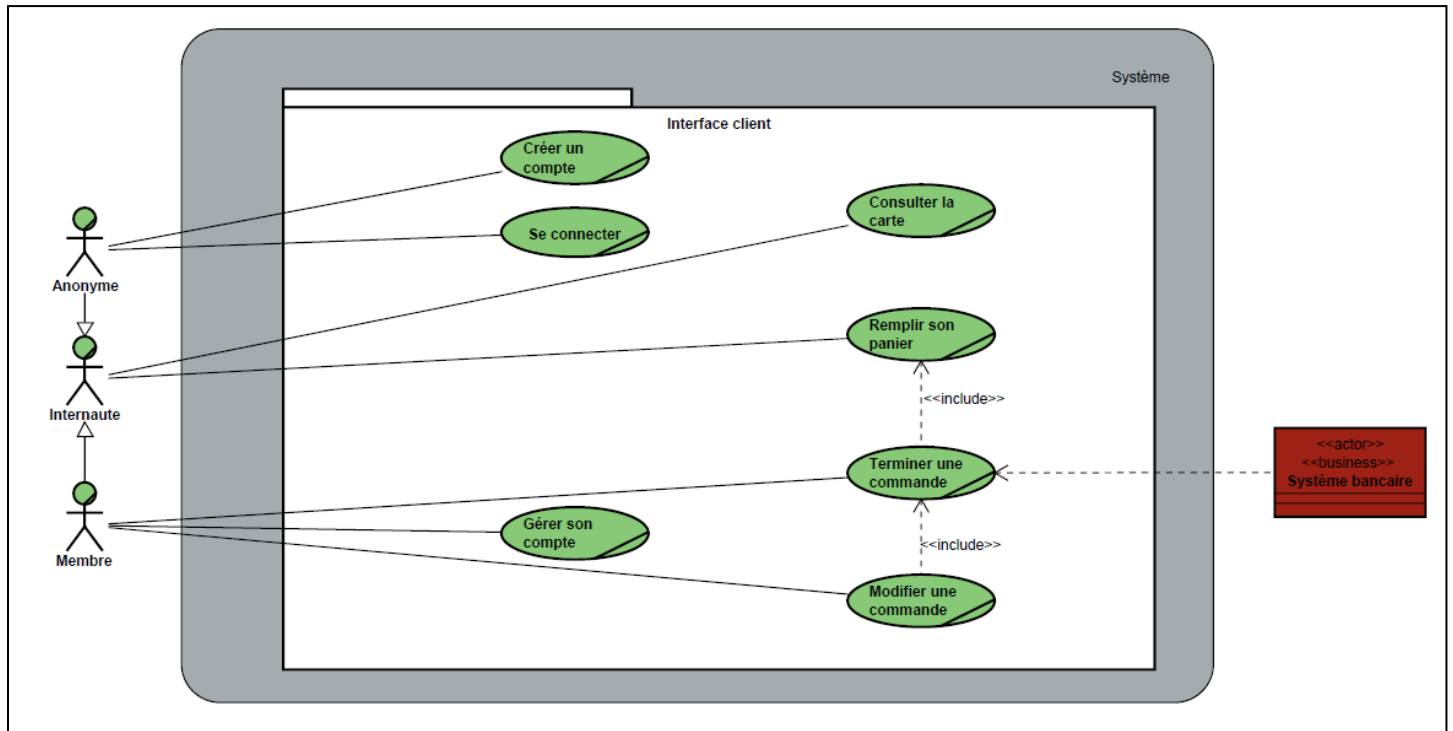 Système
Interface client
Créer un
compte
Consulter la
carte
Se connecter
Anonyme
Remplir son
panier
Internaute
<<include>>
<<actor>>
<<business>>
Système bancaire
Terminer une
commande
Gérer son
compte
<<include>>
Membre
Modifier une
commande